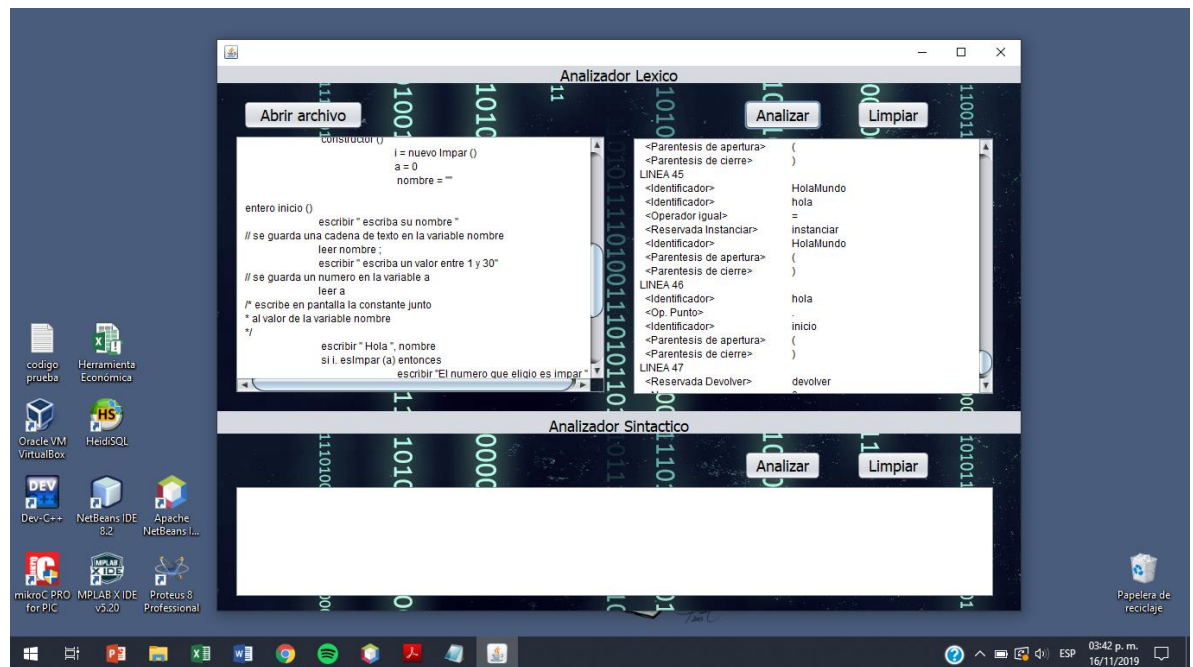 Analizador Lexico
Abrir archivo
Analizar
Limpiar
constructor ()
i = nuevo Impar ()
a = 0
nombre = ""
entero inicio ()
escribir " escriba su nombre "
// se guarda una cadena de texto en la variable nombre
leer nombre ;
escribir " escriba un valor entre 1 y 30"
// se guarda un numero en la variable a
leer a
/* escribe en pantalla la constante junto
* al valor de la variable nombre
*/
escribir " Hola ", nombre
si i. esImpar (a) entonces
escribir "El numero que eligio es impar "
<Parentesis de apertura> (
<Parentesis de cierre> )
LINEA 45
<Identificador> HolaMundo
<Identificador> hola
<Operador igual> =
<Reservada Instanciar> instanciar
<Identificador> HolaMundo
<Parentesis de apertura> (
<Parentesis de cierre> )
LINEA 46
<Identificador> hola
<Op. Punto> .
<Identificador> inicio
<Parentesis de apertura> (
<Parentesis de cierre> )
LINEA 47
<Reservada Devolver> devolver
Analizador Sintactico
Analizar
Limpiar
codigo
prueba
Herramienta
Económica
Oracle VM
VirtualBox
HeidiSQL
Dev-C++
NetBeans IDE
8.2
Apache
NetBeans I...
mikroC PRO
for PIC
MPLAB X IDE
v5.20
Proteus 8
Professional
Papelera de
reciclaje
ESP
03:42 p. m.
16/11/2019